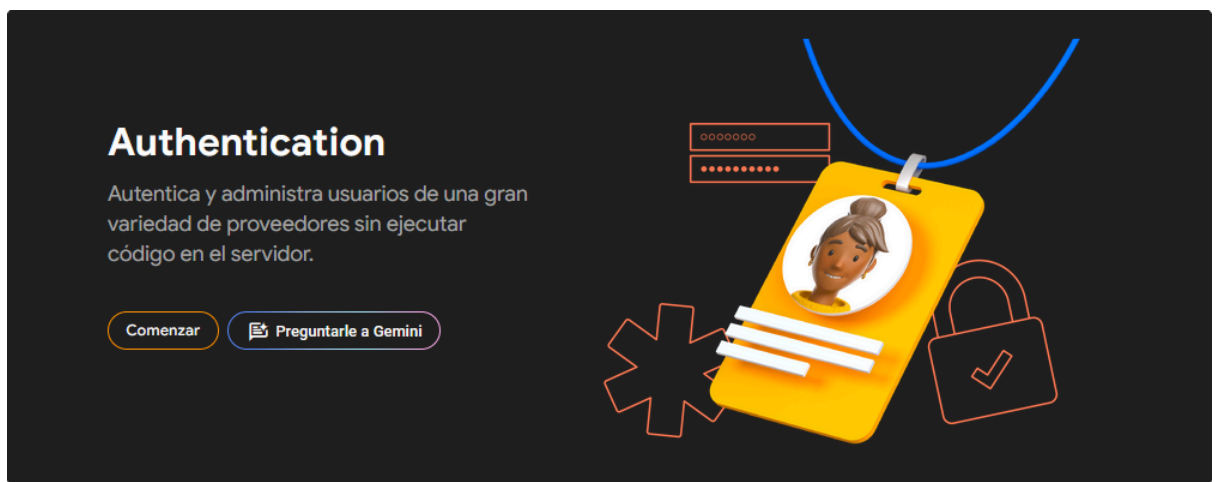 Authentication
Autentica y administra usuarios de una gran
variedad de proveedores sin ejecutar
código en el servidor.
Comenzar
Preguntarle a Gemini